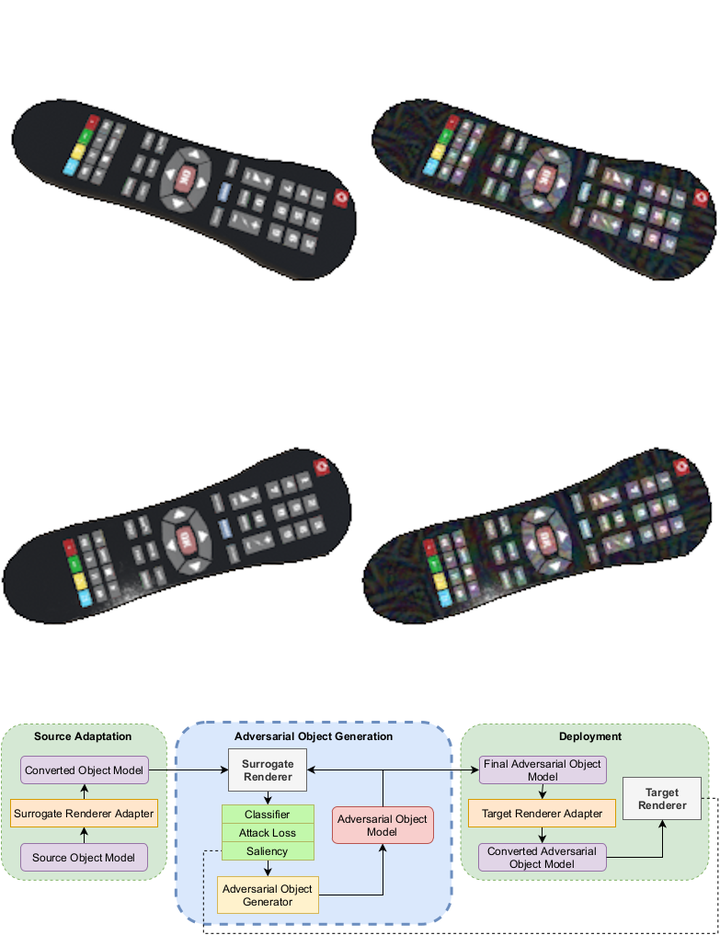 OK
OK
OK
OK
Source Adaptation
Converted Object Model
Surrogate Renderer Adapter
Source Object Model
Adversarial Object Generation
Surrogate
Renderer
Classifier
Attack Loss
Saliency
Adversarial Object
Generator
Adversarial Object
Model
Deployment
Final Adversarial Object
Model
Target Renderer Adapter
Converted Adversarial
Object Model
Target
Renderer